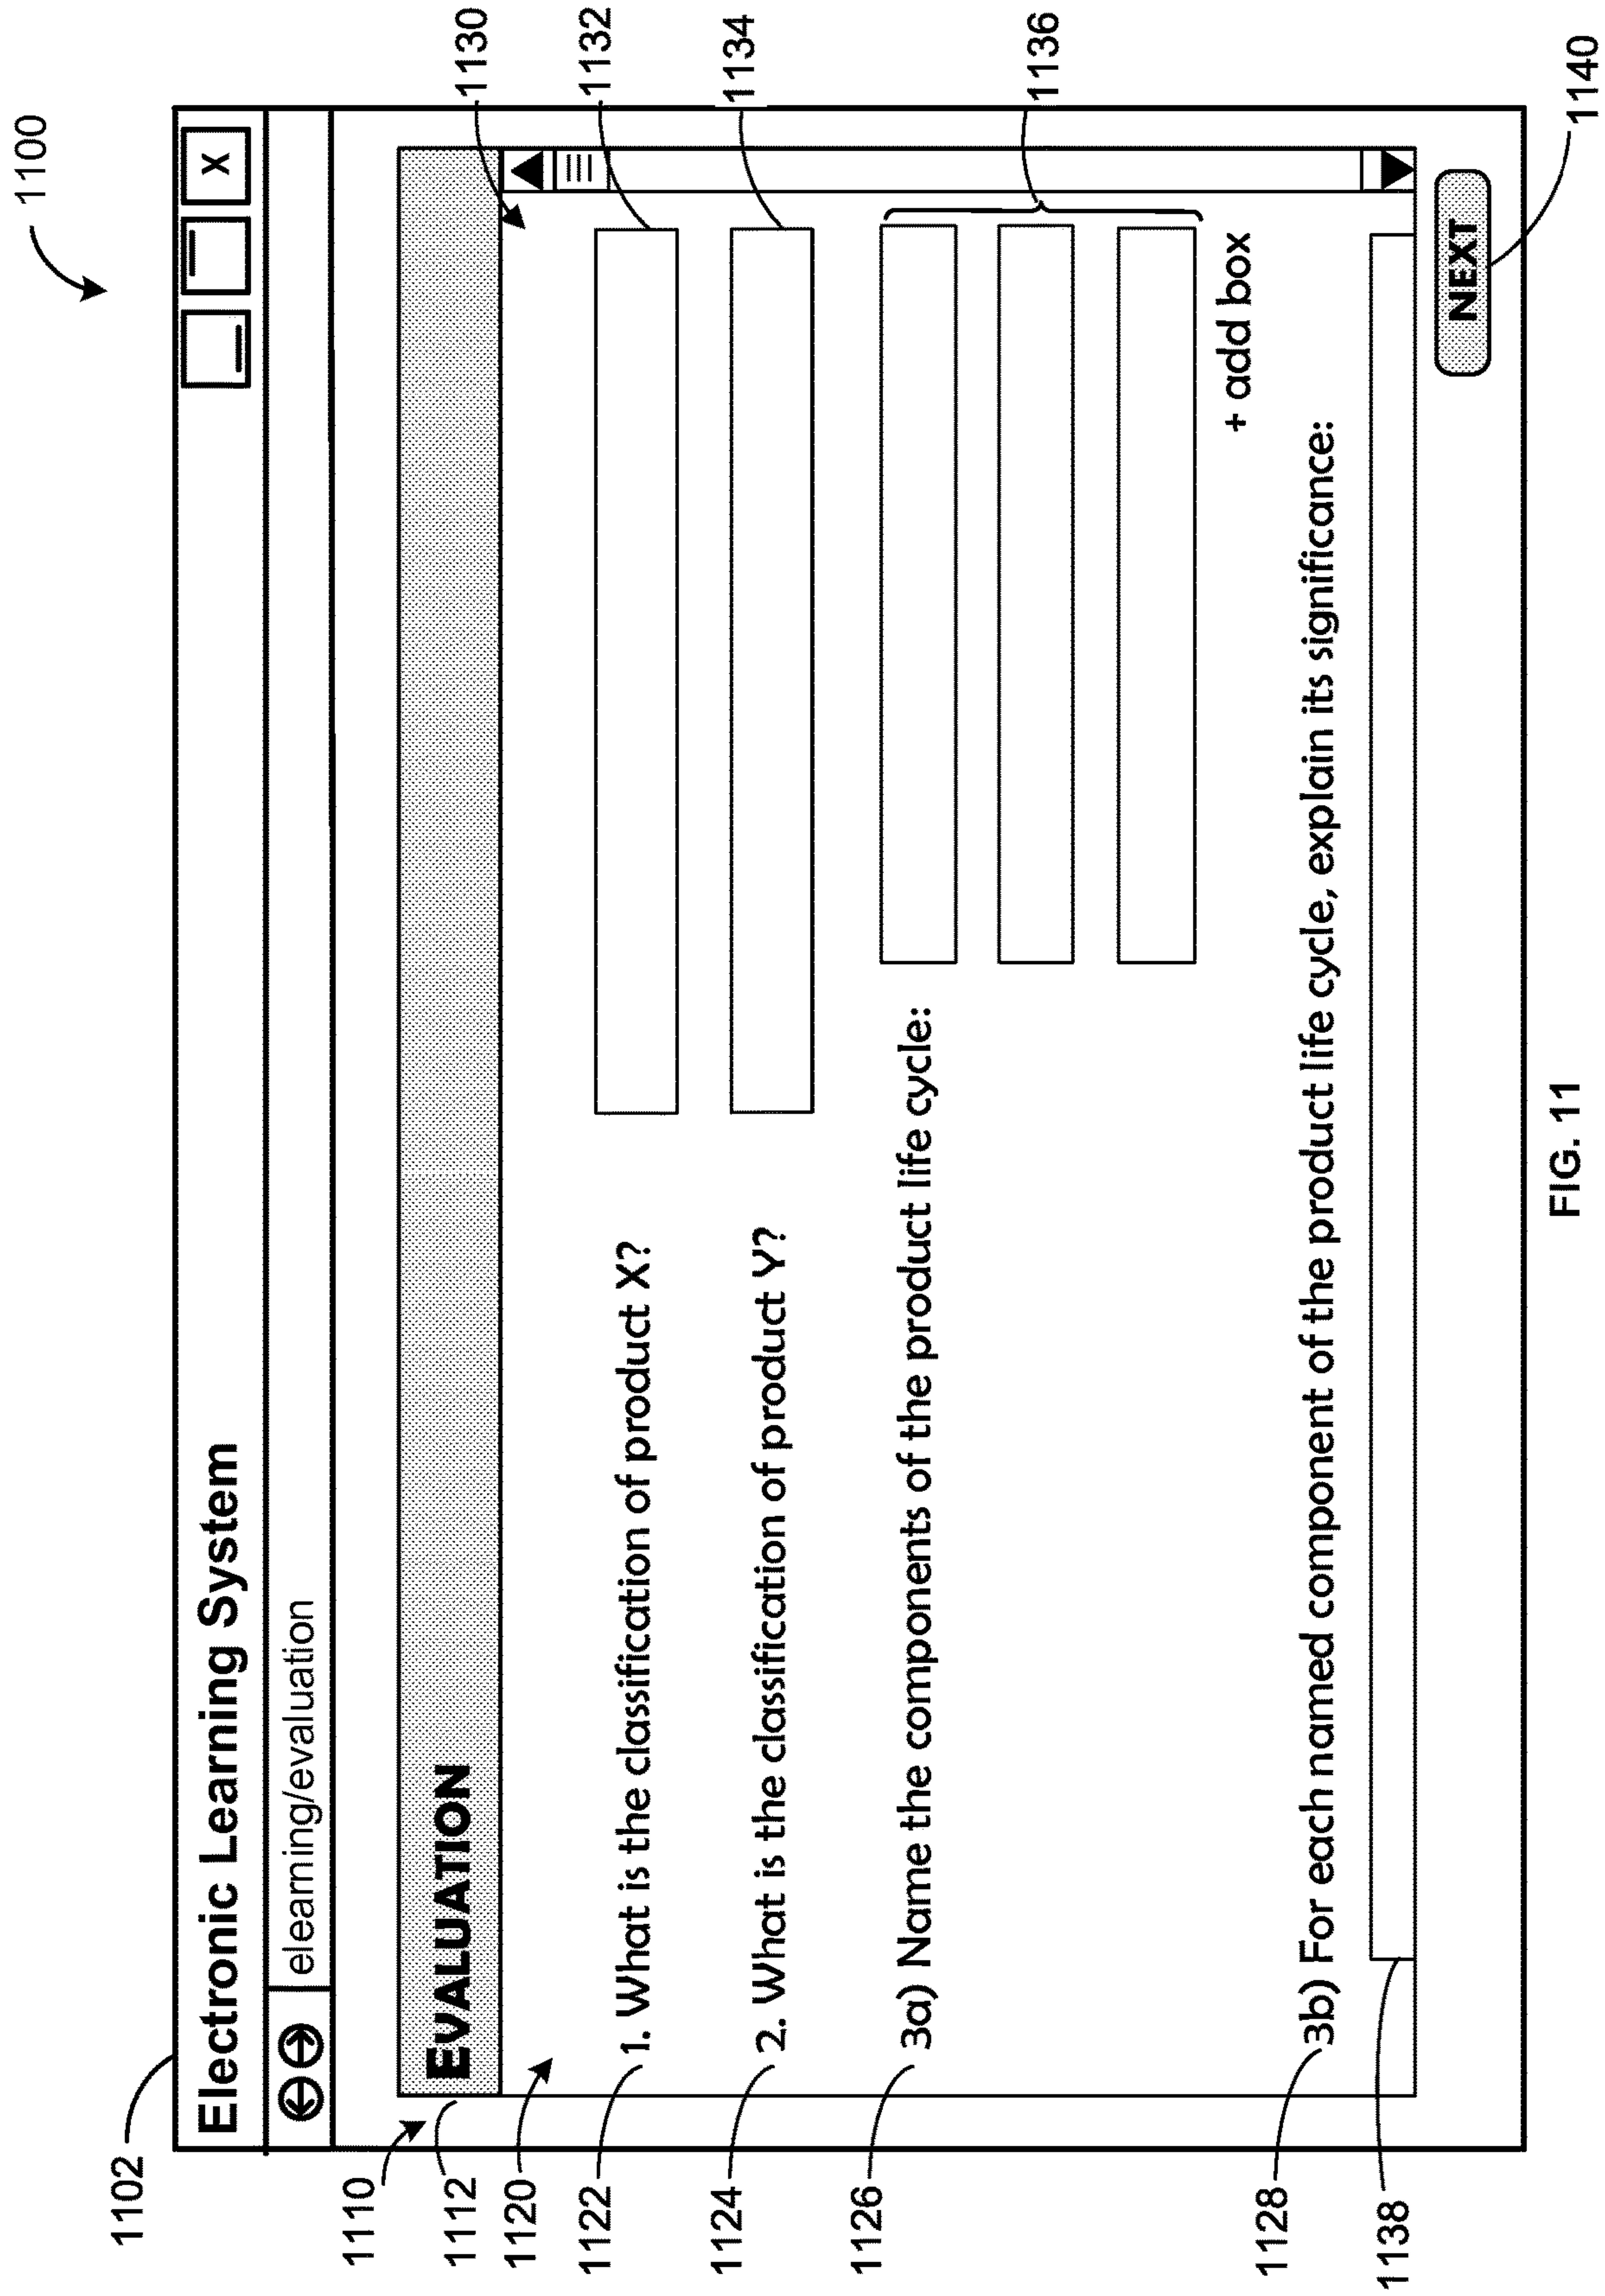 1100
1102
Electronic Learning System
X
elearning/evaluation
1110
1112
EVALUATION
1120
1130
1122
1. What is the classification of product X?
1132
1124
2. What is the classification of product Y?
1134
1126
3a) Name the components of the product life cycle:
1136
+ add box
1128
3b) For each named component of the product life cycle, explain its significance:
1138
NEXT
1140
FIG. 11